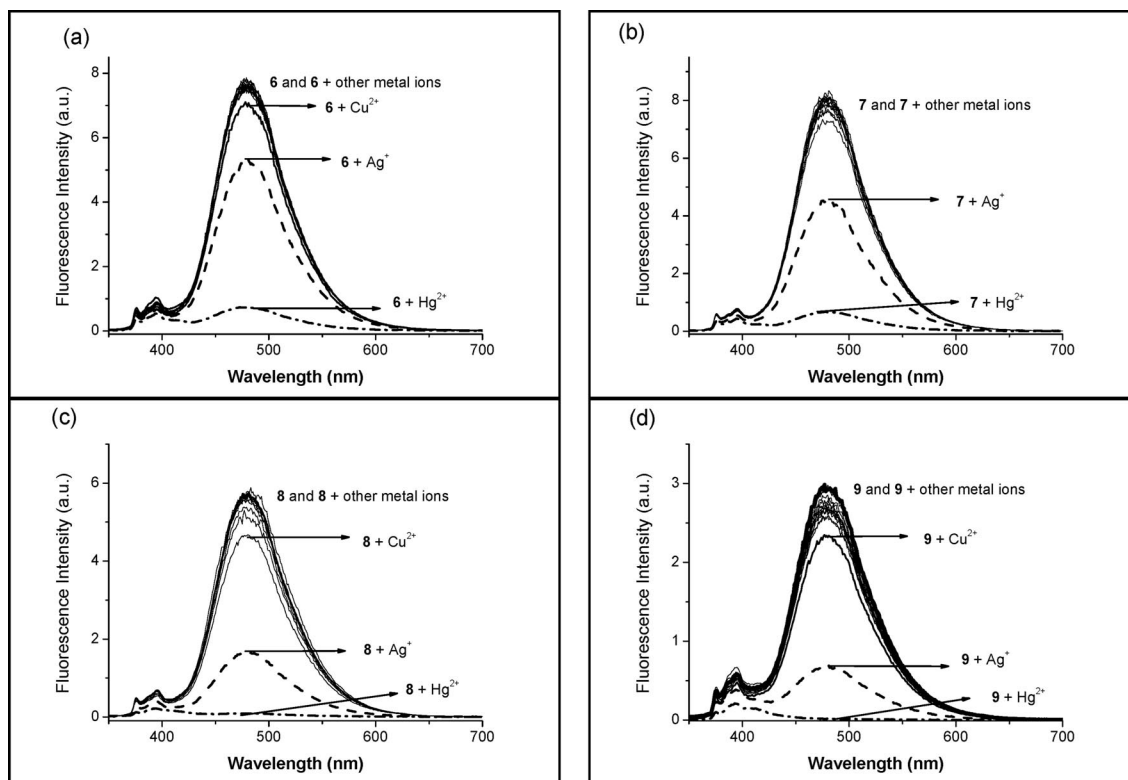 (a)
8
6
4
2
0
400
500
600
700
Fluorescence Intensity (a.u.)
Wavelength (nm)
6 and 6 + other metal ions
6 + Cu²⁺
6 + Ag⁺
6 + Hg²⁺
(b)
8
6
4
2
0
400
500
600
700
Fluorescence Intensity (a.u.)
Wavelength (nm)
7 and 7 + other metal ions
7 + Ag⁺
7 + Hg²⁺
(c)
6
4
2
0
400
500
600
700
Fluorescence Intensity (a.u.)
Wavelength (nm)
8 and 8 + other metal ions
8 + Cu²⁺
8 + Ag⁺
8 + Hg²⁺
(d)
3
2
1
0
400
500
600
700
Fluorescence Intensity (a.u.)
Wavelength (nm)
9 and 9 + other metal ions
9 + Cu²⁺
9 + Ag⁺
9 + Hg²⁺